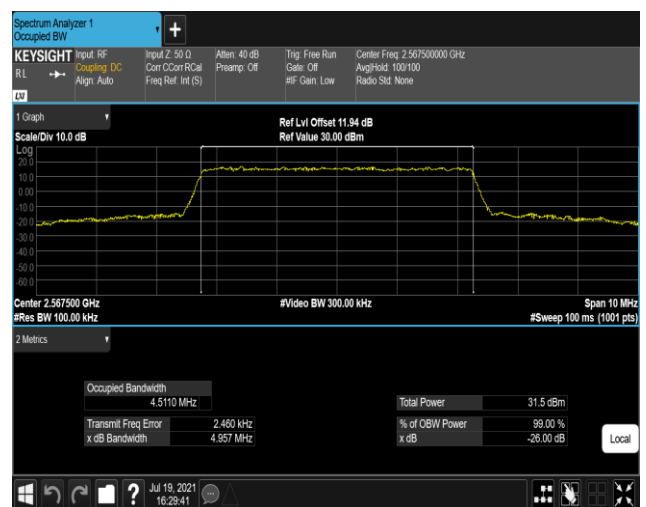 Spectrum Analyzer 1
Occupied BW
KEYSIGHT
RL
LXI
Input: RF
Coupling: DC
Align: Auto
Input Z: 50 Ω
Corr CCorr RCal
Freq Ref: Int (S)
Atten: 40 dB
Preamp: Off
Trig: Free Run
Gate: Off
#IF Gain: Low
Center Freq: 2.567500000 GHz
Avg|Hold: 100/100
Radio Std: None
1 Graph
Scale/Div 10.0 dB
Ref Lvl Offset 11.94 dB
Ref Value 30.00 dBm
Log
20.0
10.0
0.00
-10.0
-20.0
-30.0
-40.0
-50.0
-60.0
Center 2.567500 GHz
#Video BW 300.00 kHz
Span 10 MHz
#Res BW 100.00 kHz
#Sweep 100 ms (1001 pts)
2 Metrics
Occupied Bandwidth
4.5110 MHz
Total Power 31.5 dBm
Transmit Freq Error 2.460 kHz
% of OBW Power 99.00 %
x dB Bandwidth 4.957 MHz
x dB -26.00 dB
Local
?
Jul 19, 2021
16:29:41